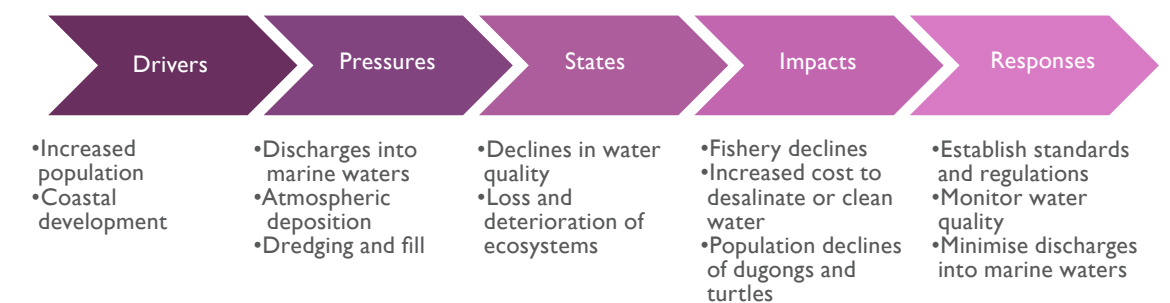 Drivers
Pressures
States
Impacts
Responses
•Increased
population
•Coastal
development
•Discharges into
marine waters
•Atmospheric
deposition
•Dredging and fill
•Declines in water
quality
•Loss and
deterioration of
ecosystems
•Fishery declines
•Increased cost to
desalinate or clean
water
•Population declines
of dugongs and
turtles
•Establish standards
and regulations
•Monitor water
quality
•Minimise discharges
into marine waters